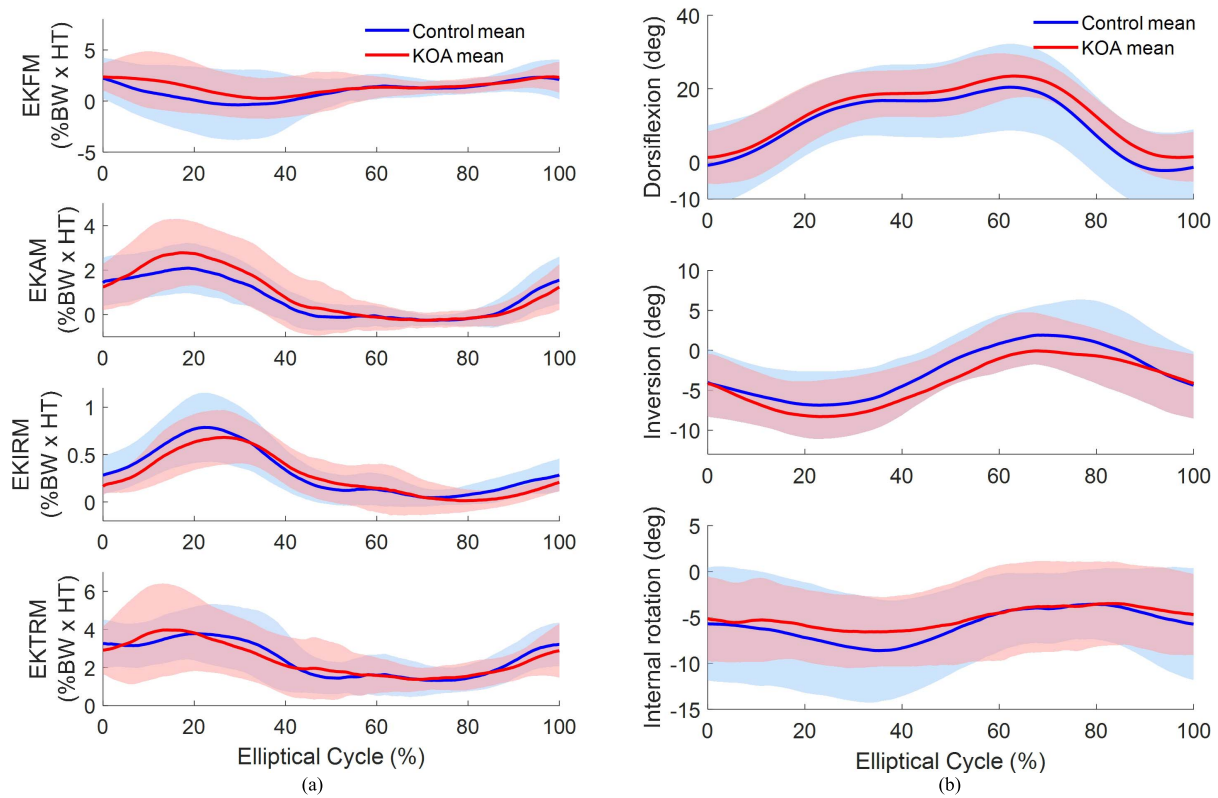 Control mean
KOA mean
EKFM
(%BW x HT)
5
0
-5
0 20 40 60 80 100
EKAM
(%BW x HT)
4
2
0
0 20 40 60 80 100
EKIRM
(%BW x HT)
1
0.5
0
0 20 40 60 80 100
EKTRM
(%BW x HT)
6
4
2
0
0 20 40 60 80 100
Elliptical Cycle (%)
(a)
Control mean
KOA mean
Dorsiflexion (deg)
40
20
0
-10
0 20 40 60 80 100
Inversion (deg)
10
5
0
-5
-10
0 20 40 60 80 100
Internal rotation (deg)
5
0
-5
-10
-15
0 20 40 60 80 100
Elliptical Cycle (%)
(b)